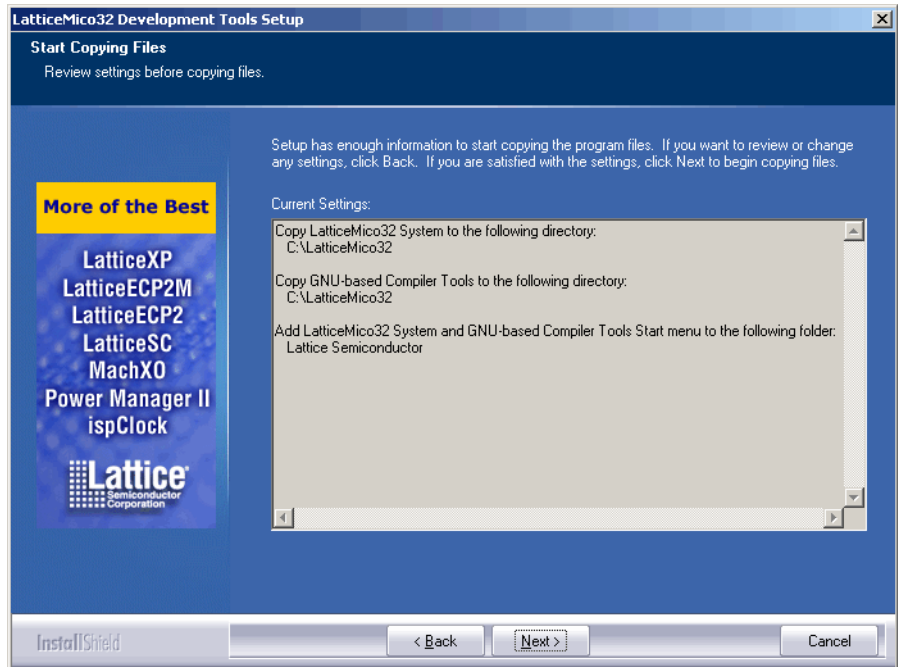 LatticeMico32 Development Tools Setup
Start Copying Files
Review settings before copying files.
Setup has enough information to start copying the program files. If you want to review or change
any settings, click Back. If you are satisfied with the settings, click Next to begin copying files.
More of the Best
LatticeXP
LatticeECP2M
LatticeECP2
LatticeSC
MachXO
Power Manager II
ispClock
Lattice
Semiconductor
Corporation
Current Settings:
Copy LatticeMico32 System to the following directory:
C:\LatticeMico32
Copy GNU-based Compiler Tools to the following directory:
C:\LatticeMico32
Add LatticeMico32 System and GNU-based Compiler Tools Start menu to the following folder:
Lattice Semiconductor
InstallShield
< Back
Next >
Cancel